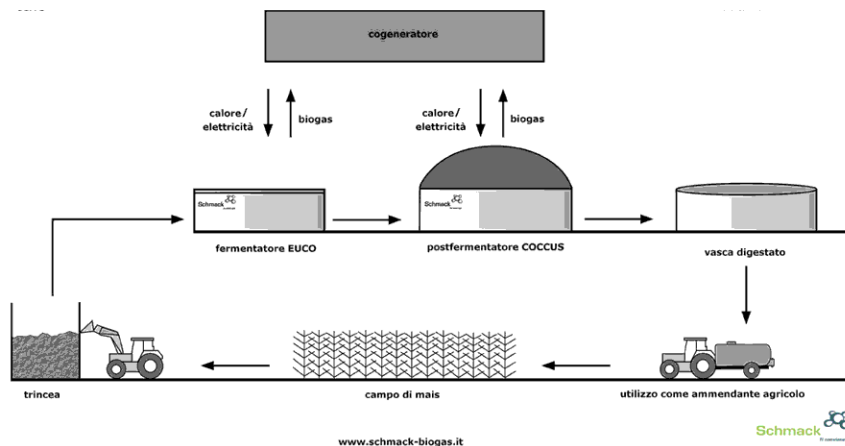 cogeneratore
calore/
elettricità
biogas
calore/
elettricità
biogas
Schmack
Schmack
fermentatore EUCO
postfermentatore COCCUS
vasca digestato
trincea
campo di mais
utilizzo come ammendante agricolo
Schmack
www.schmack-biogas.it